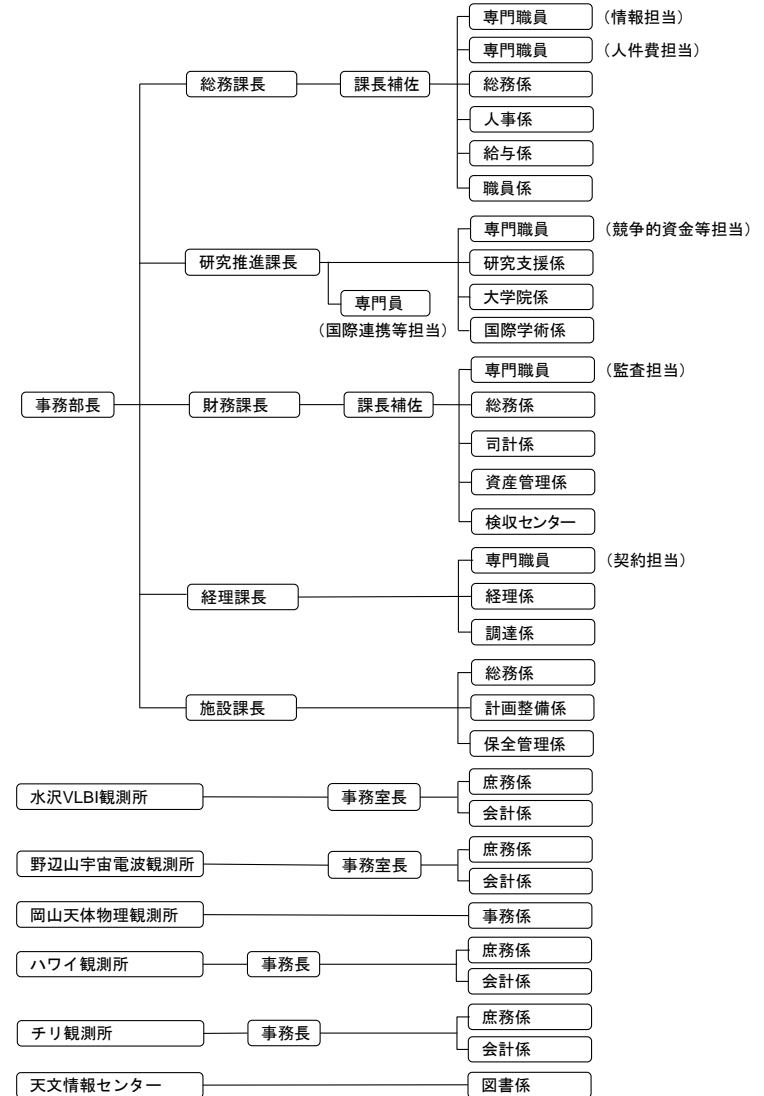 専門職員 （情報担当）
専門職員 （人件費担当）
総務課長 課長補佐 総務係
人事係
給与係
職員係
専門職員 （競争的資金等担当）
研究推進課長 研究支援係
専門員 大学院係
（国際連携等担当） 国際学術係
専門職員 （監査担当）
事務部長 財務課長 課長補佐 総務係
司計係
資産管理係
検収センター
専門職員 （契約担当）
経理課長 経理係
調達係
総務係
施設課長 計画整備係
保全管理係
水沢VLBI観測所 事務室長 庶務係
会計係
野辺山宇宙電波観測所 事務室長 庶務係
会計係
岡山天体物理観測所 事務係
ハワイ観測所 事務長 庶務係
会計係
チリ観測所 事務長 庶務係
会計係
天文情報センター 図書係